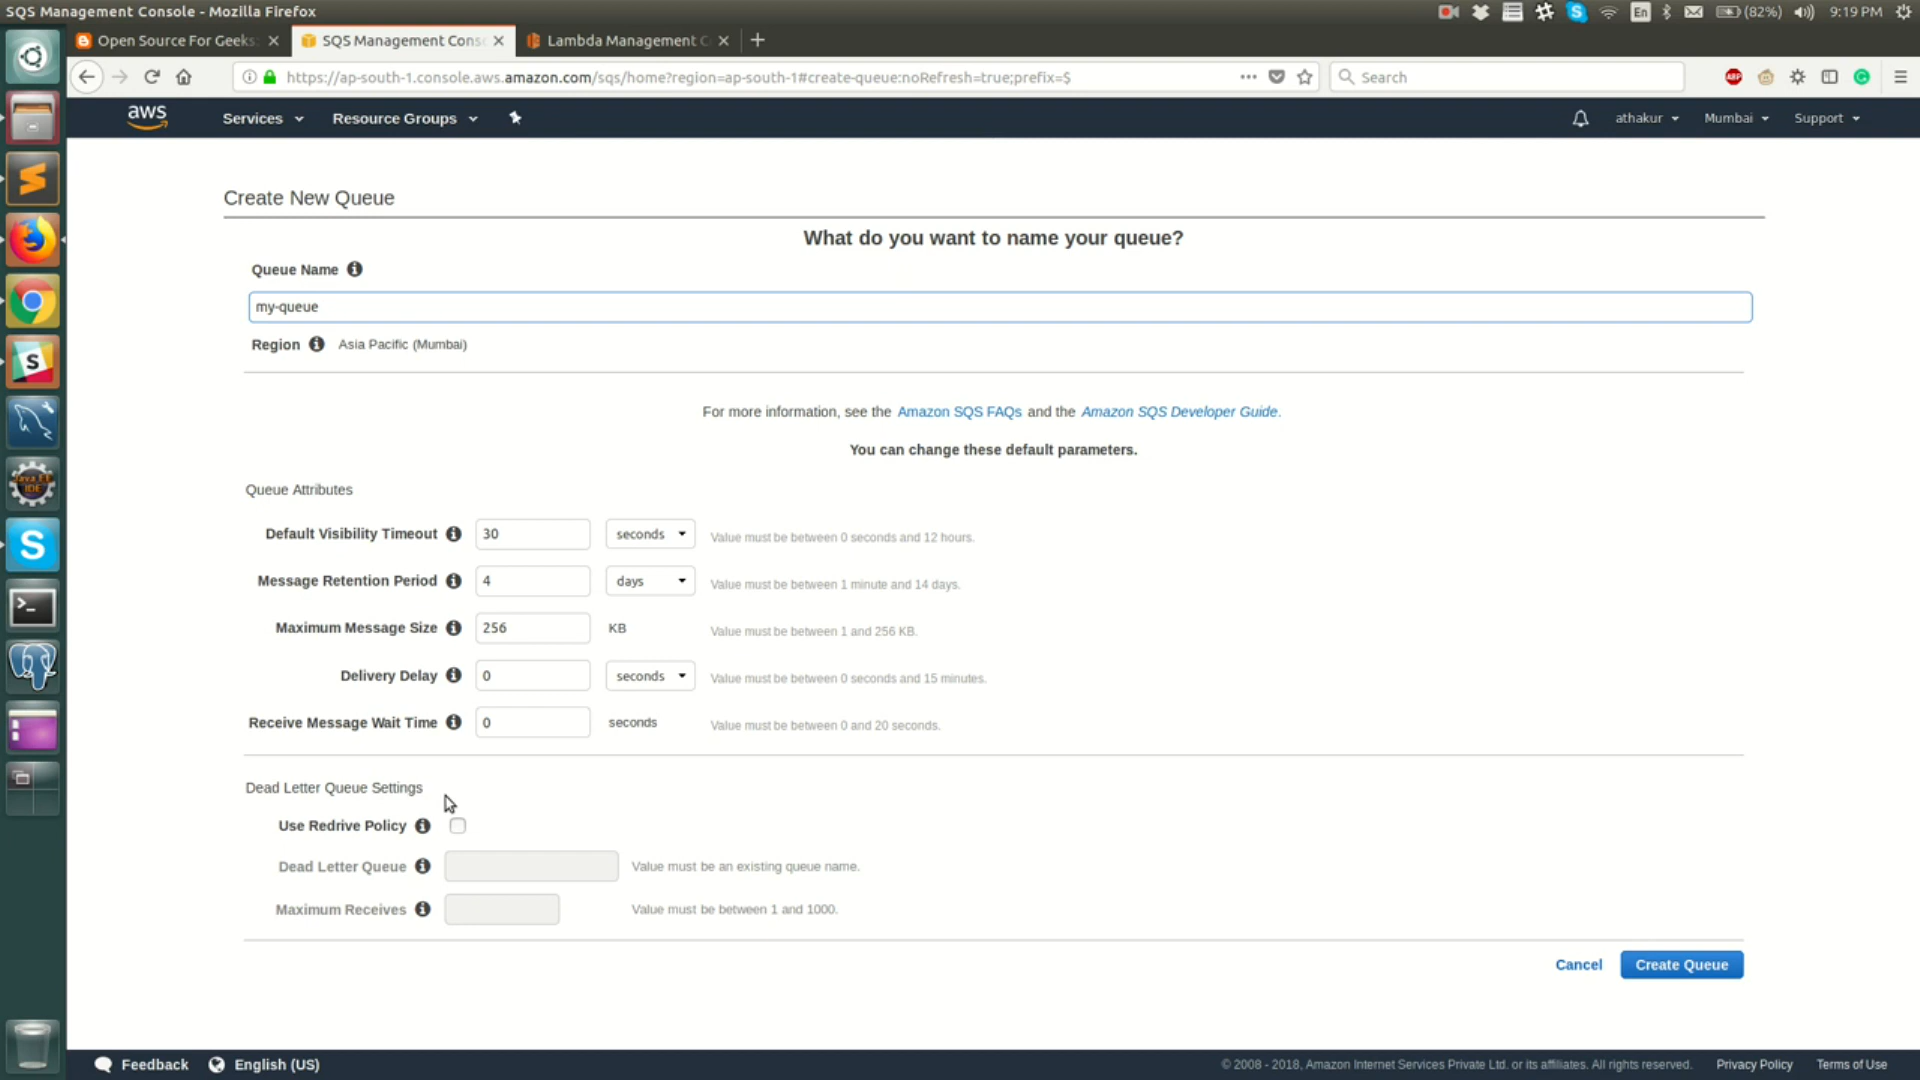 SQS Management Console - Mozilla Firefox
En (82%) 9:19 PM
Open Source For Geeks: SQS Management Conso Lambda Management C
https://ap-south-1.console.aws.amazon.com/sqs/home?region=ap-south-1#create-queue:noRefresh=true;prefix=$ Search ABP
aws Services Resource Groups athakur Mumbai Support
Create New Queue
What do you want to name your queue?
Queue Name
my-queue
Region Asia Pacific (Mumbai)
For more information, see the Amazon SQS FAQs and the Amazon SQS Developer Guide.
You can change these default parameters.
Queue Attributes
Default Visibility Timeout 30 seconds Value must be between 0 seconds and 12 hours.
Message Retention Period 4 days Value must be between 1 minute and 14 days.
Maximum Message Size 256 KB Value must be between 1 and 256 KB.
Delivery Delay 0 seconds Value must be between 0 seconds and 15 minutes.
Receive Message Wait Time 0 seconds Value must be between 0 and 20 seconds.
Dead Letter Queue Settings
Use Redrive Policy
Dead Letter Queue Value must be an existing queue name.
Maximum Receives Value must be between 1 and 1000.
Cancel Create Queue
Feedback English (US) © 2008 - 2018, Amazon Internet Services Private Ltd. or its affiliates. All rights reserved. Privacy Policy Terms of Use